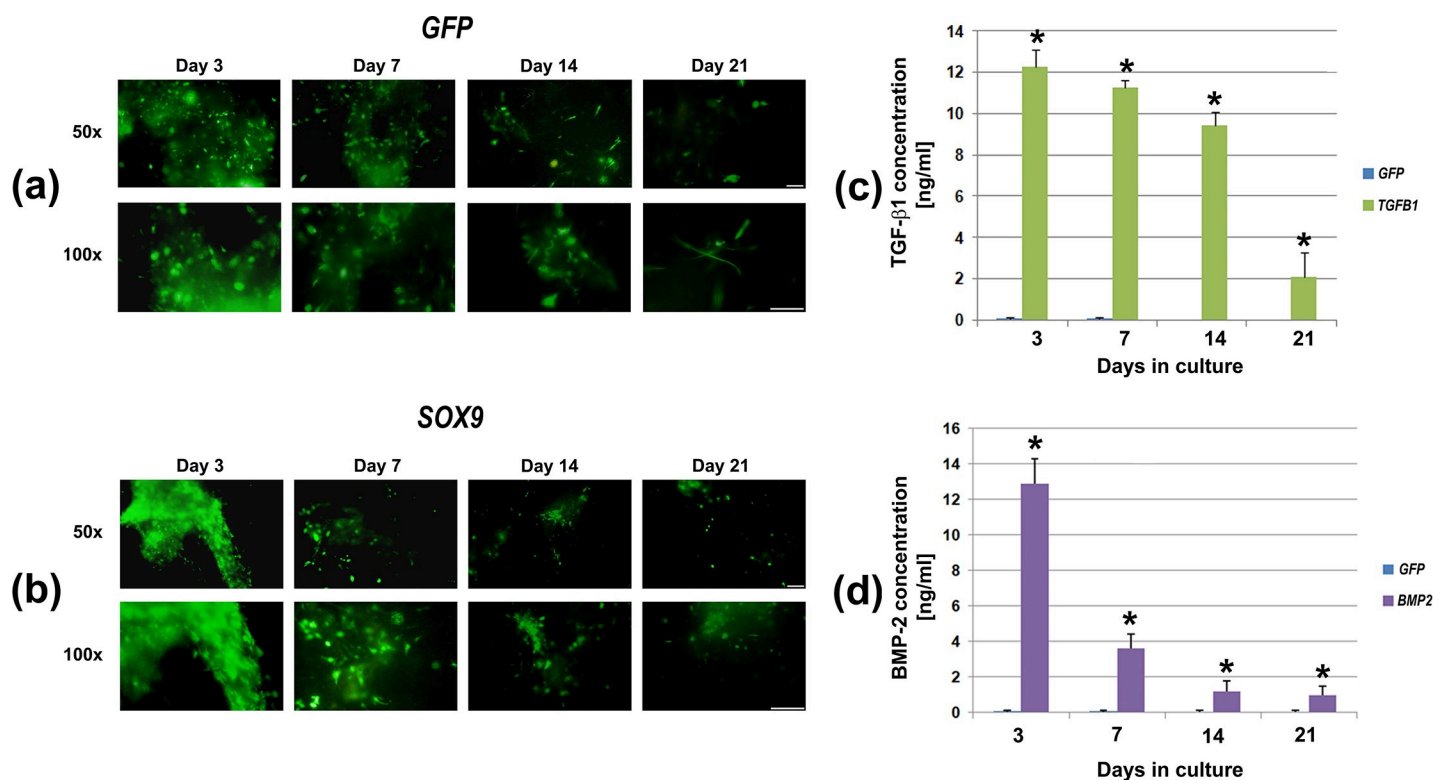 GFP
Day 3 Day 7 Day 14 Day 21
50x
(a)
100x
SOX9
Day 3 Day 7 Day 14 Day 21
50x
(b)
100x
(c)
TGF-β1 concentration
[ng/ml]
14
12
10
8
6
4
2
0
* * * *
3 7 14 21
Days in culture
GFP
TGFB1
(d)
BMP-2 concentration
[ng/ml]
16
14
12
10
8
6
4
2
0
* * * *
3 7 14 21
Days in culture
GFP
BMP2